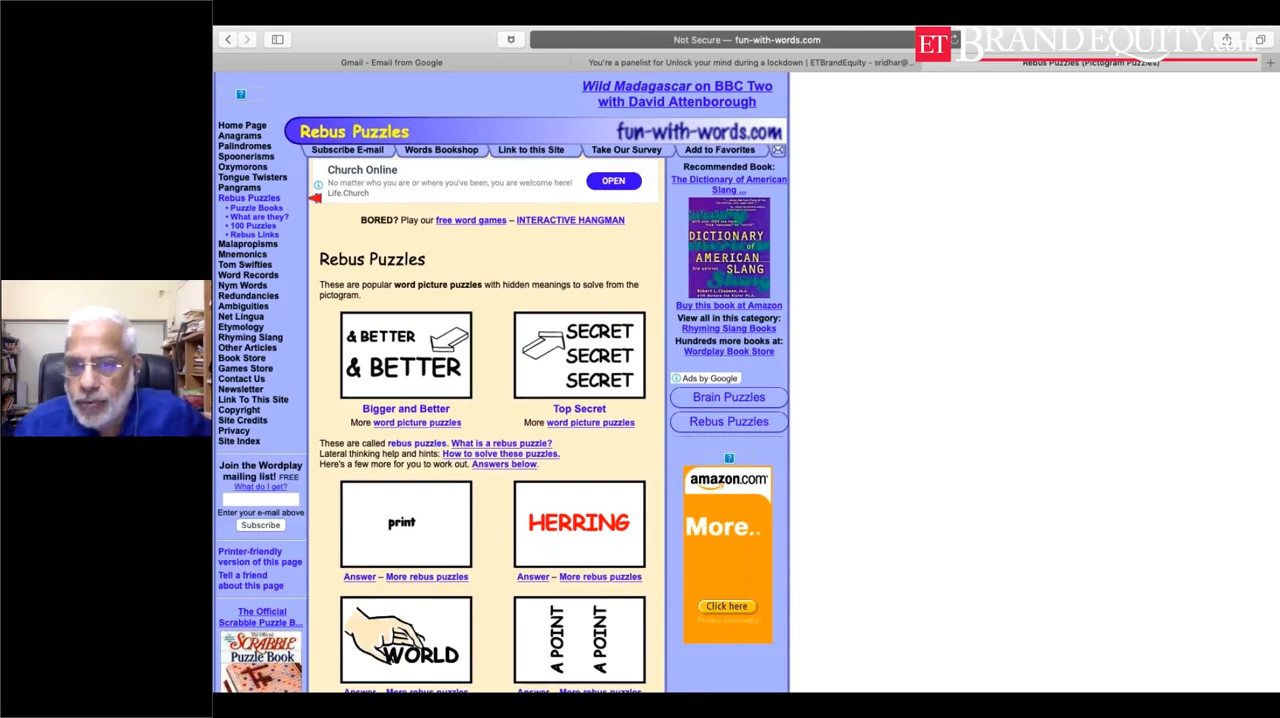 Not Secure — fun-with-words.com
ET BRANDEQUITY.com
Gmail - Email from Google
You're a panelist for Unlock your mind during a lockdown | ETBrandEquity - sridhar@...
Rebus Puzzles (Pictogram Puzzles)
Wild Madagascar on BBC Two
with David Attenborough
Rebus Puzzles
fun-with-words.com
Subscribe E-mail
Words Bookshop
Link to this Site
Take Our Survey
Add to Favorites
Home Page
Anagrams
Palindromes
Spoonerisms
Oxymorons
Tongue Twisters
Pangrams
Rebus Puzzles
• Puzzle Books
• What are they?
• 100 Puzzles
• Rebus Links
Malapropisms
Mnemonics
Tom Swifties
Word Records
Nym Words
Redundancies
Ambiguities
Net Lingua
Etymology
Rhyming Slang
Other Articles
Book Store
Games Store
Contact Us
Newsletter
Link To This Site
Copyright
Site Credits
Privacy
Site Index
Join the Wordplay
mailing list! FREE
What do I get?
Enter your e-mail above
Subscribe
Printer-friendly
version of this page
Tell a friend
about this page
The Official
Scrabble Puzzle B...
The Official
SCRABBLE
Puzzle Book
Church Online
No matter who you are or where you've been, you are welcome here!
Life.Church
OPEN
BORED? Play our free word games – INTERACTIVE HANGMAN
Rebus Puzzles
These are popular word picture puzzles with hidden meanings to solve from the
pictogram.
& BETTER
& BETTER
SECRET
SECRET
SECRET
Bigger and Better
Top Secret
More word picture puzzles
More word picture puzzles
These are called rebus puzzles. What is a rebus puzzle?
Lateral thinking help and hints: How to solve these puzzles.
Here's a few more for you to work out. Answers below.
print
HERRING
Answer – More rebus puzzles
Answer – More rebus puzzles
WORLD
A POINT
A POINT
Answer – More rebus puzzles
Answer – More rebus puzzles
Recommended Book:
The Dictionary of American
Slang ...
DICTIONARY
of
AMERICAN
SLANG
Buy this book at Amazon
View all in this category:
Rhyming Slang Books
Hundreds more books at:
Wordplay Book Store
Ads by Google
Brain Puzzles
Rebus Puzzles
amazon.com
More..
Click here
Privacy Information